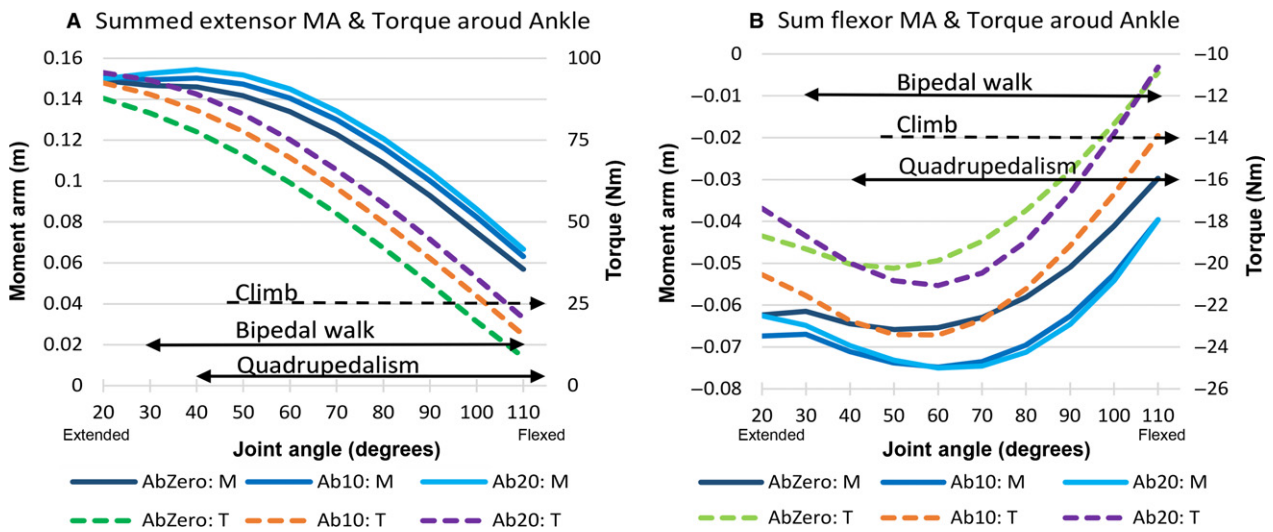 A Summed extensor MA & Torque aroud Ankle
0.16
0.14
0.12
0.1
0.08
0.06
0.04
0.02
0
Moment arm (m)
100
75
50
25
0
Torque (Nm)
Climb
Bipedal walk
Quadrupedalism
20 30 40 50 60 70 80 90 100 110
Extended Flexed
Joint angle (degrees)
AbZero: M Ab10: M Ab20: M
AbZero: T Ab10: T Ab20: T
B Sum flexor MA & Torque aroud Ankle
0
−0.01
−0.02
−0.03
−0.04
−0.05
−0.06
−0.07
−0.08
Moment arm (m)
−10
−12
−14
−16
−18
−20
−22
−24
−26
Torque (Nm)
Bipedal walk
Climb
Quadrupedalism
20 30 40 50 60 70 80 90 100 110
Extended Flexed
Joint angle (degrees)
AbZero: M Ab10: M Ab20: M
AbZero: T Ab10: T Ab20: T